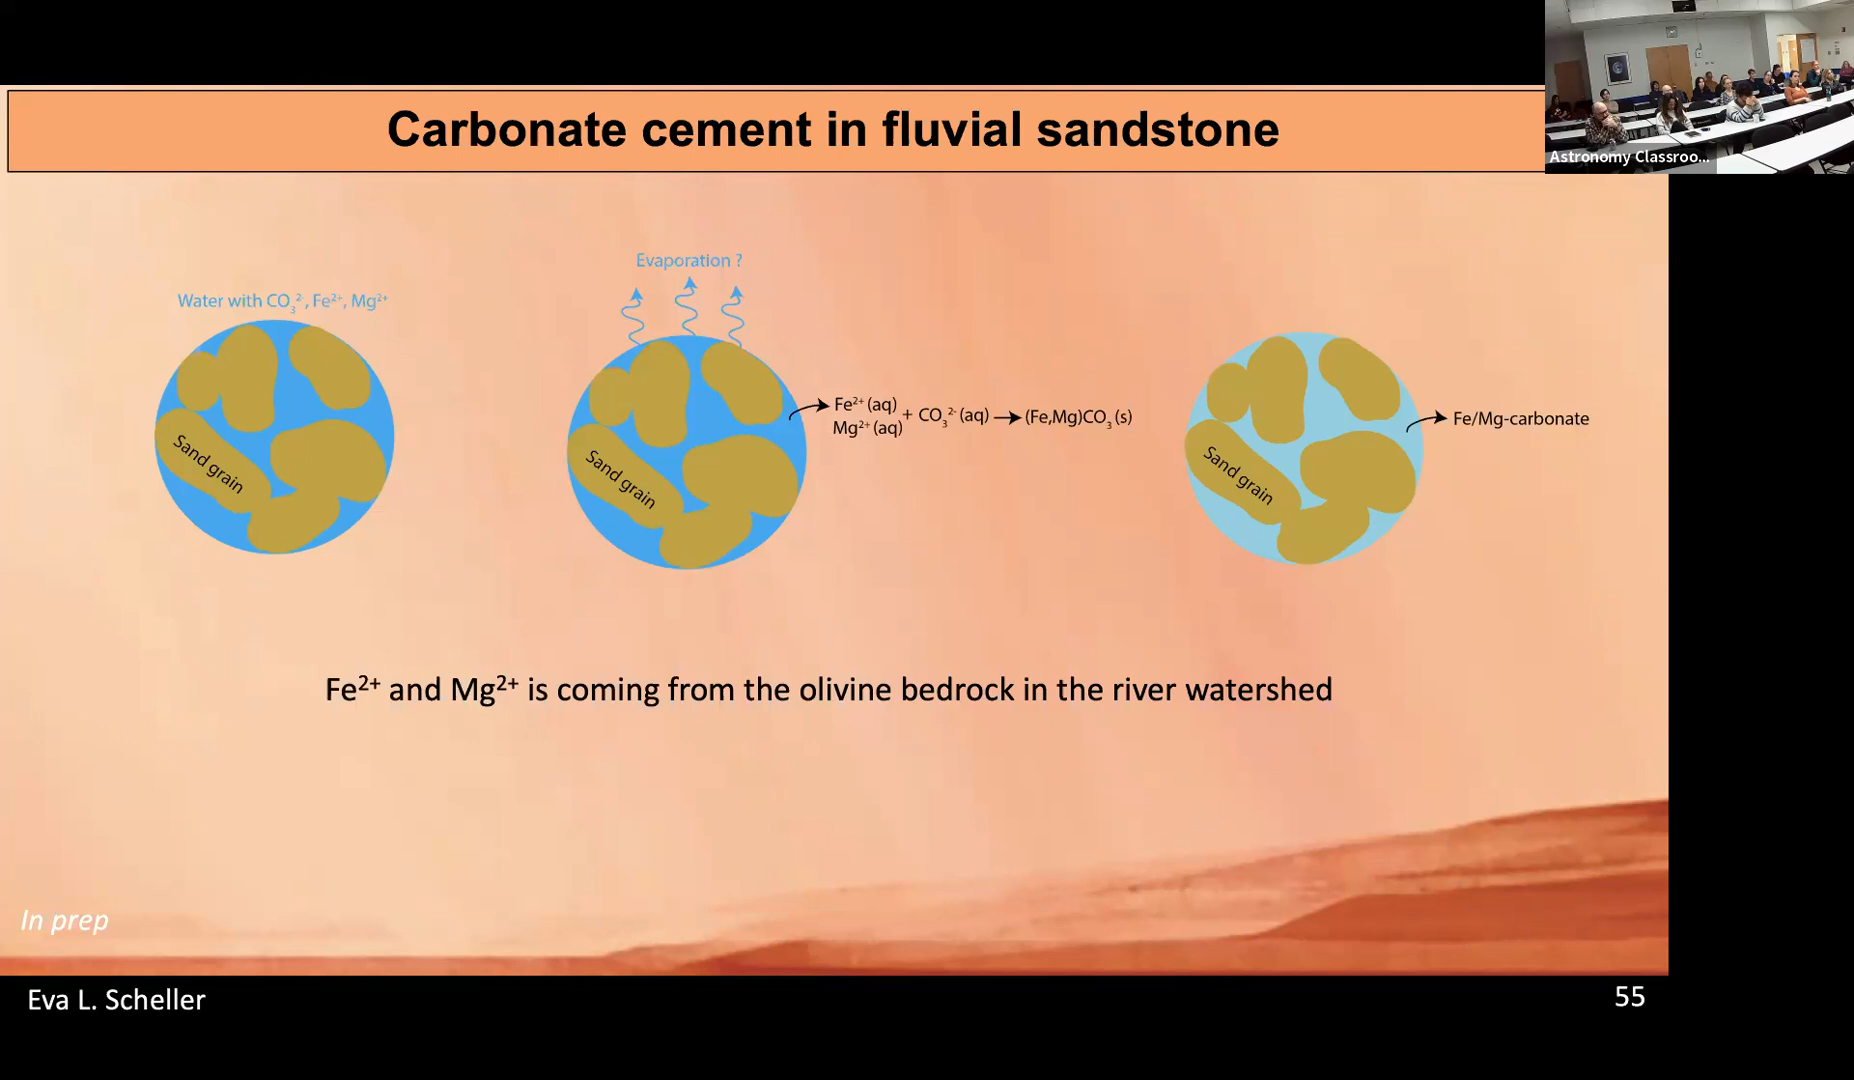 Carbonate cement in fluvial sandstone
Astronomy Classroo...
Evaporation ?
Water with CO₃²⁻, Fe²⁺, Mg²⁺
Sand grain
Sand grain
Fe²⁺ (aq)
Mg²⁺ (aq)
+ CO₃²⁻ (aq) → (Fe,Mg)CO₃ (s)
Sand grain
Fe/Mg-carbonate
Fe²⁺ and Mg²⁺ is coming from the olivine bedrock in the river watershed
In prep
Eva L. Scheller
55